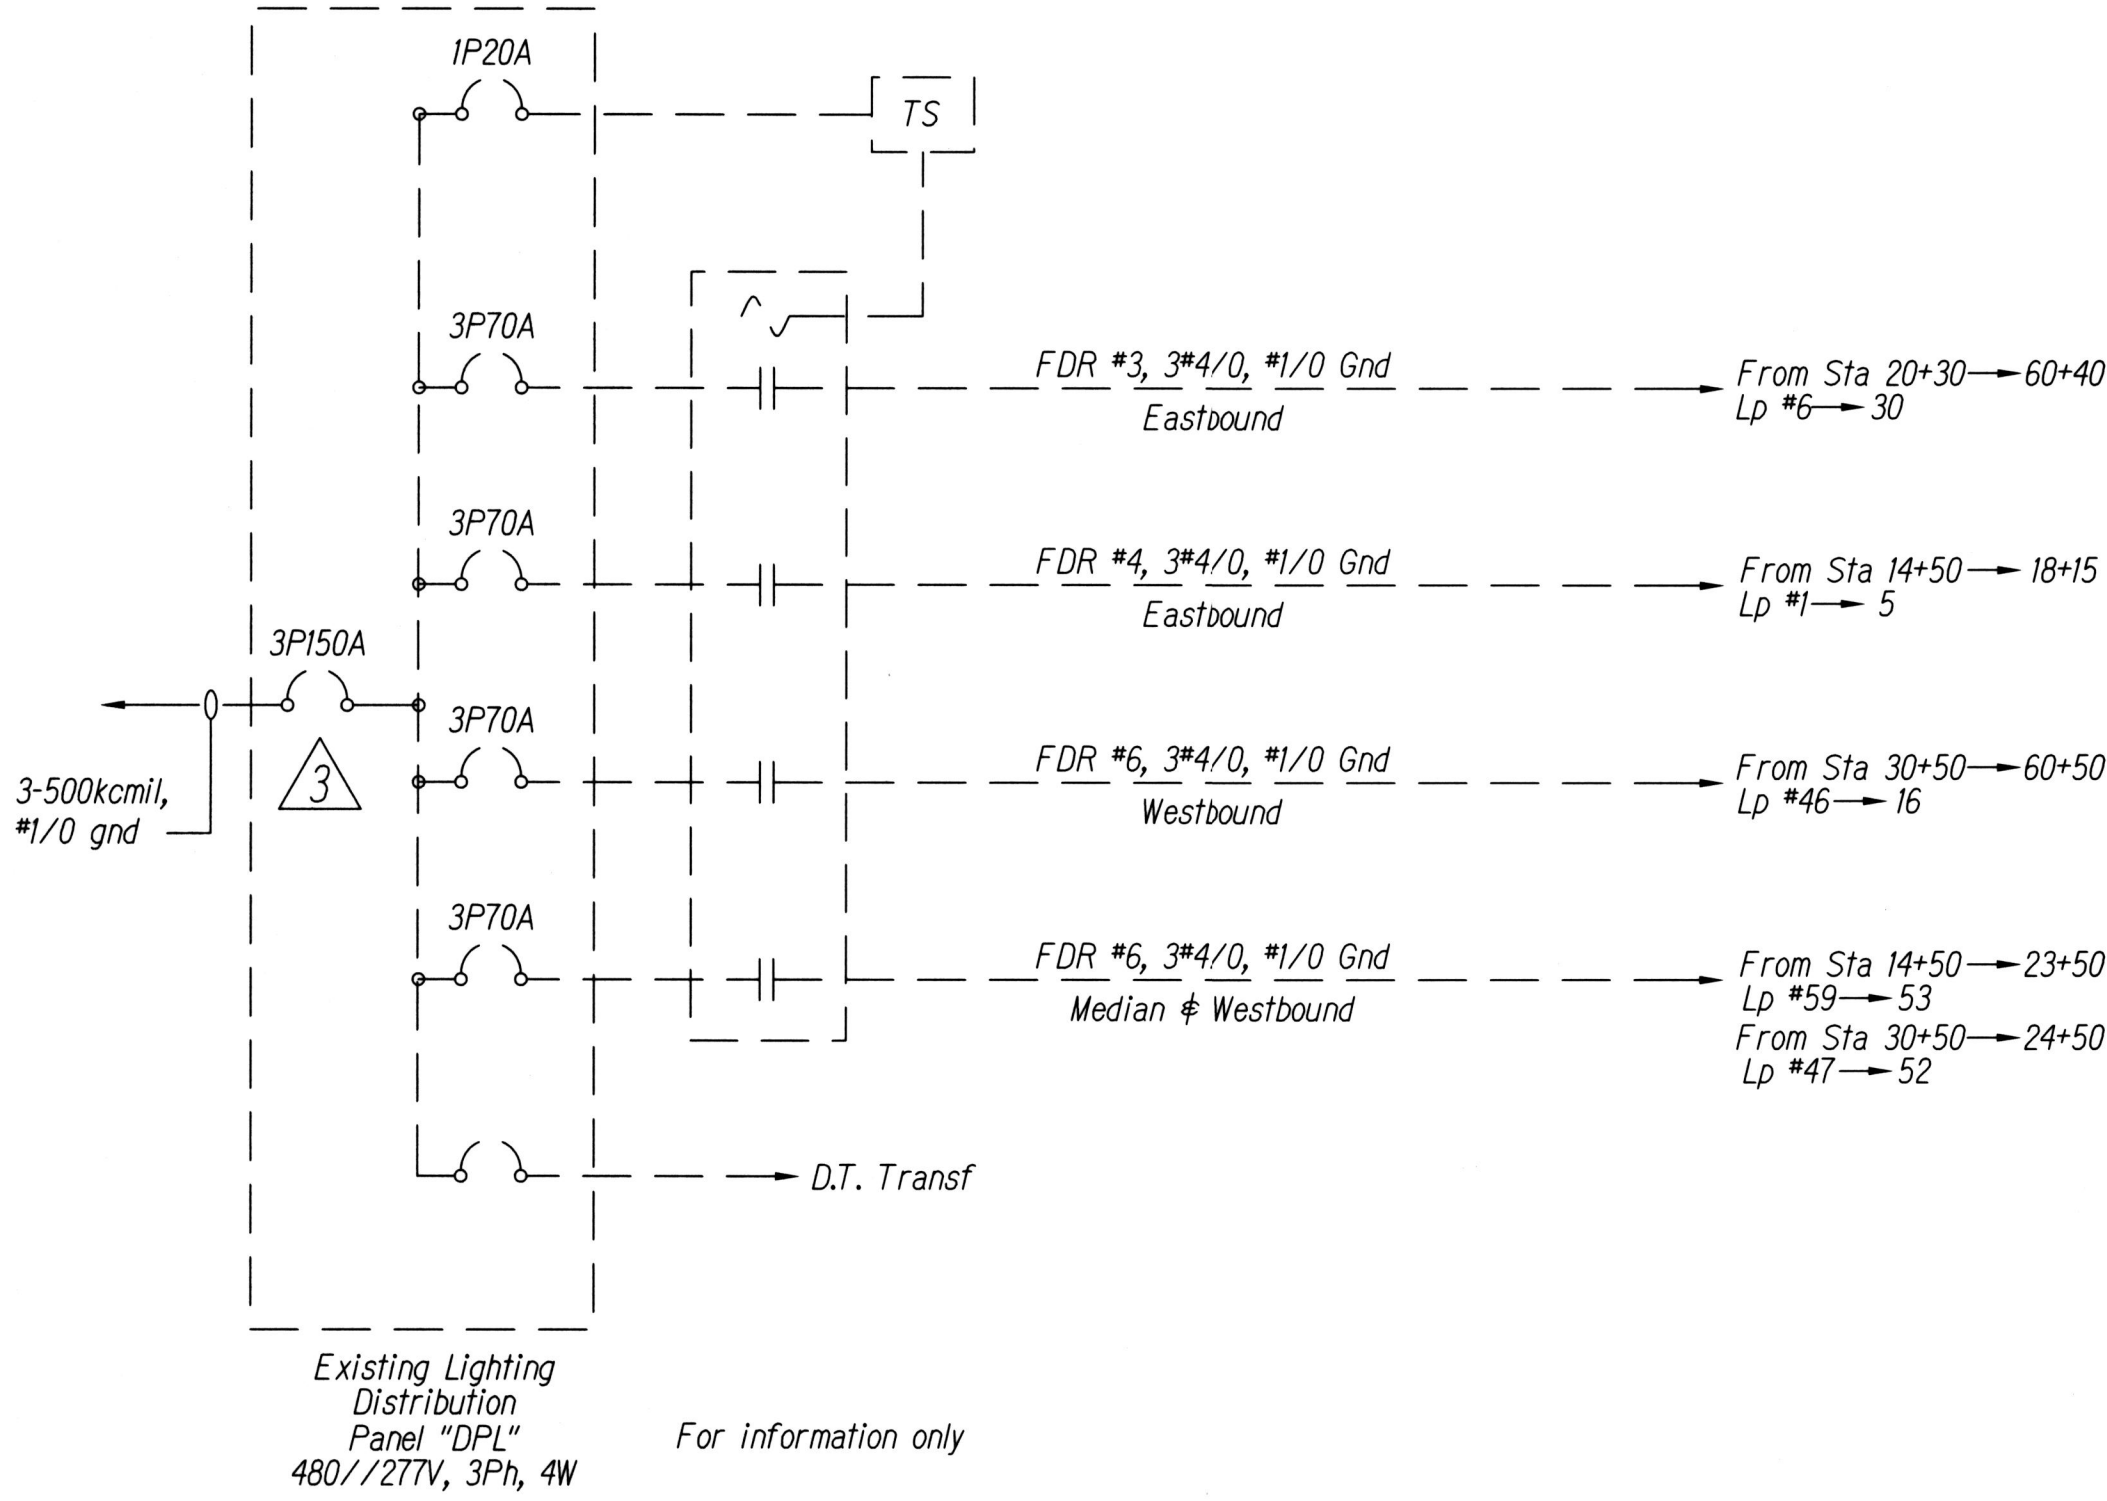 1P20A
TS
3P70A
FDR #3, 3#4/0, #1/0 Gnd
Eastbound
From Sta 20+30→60+40
Lp #6→30
3P70A
FDR #4, 3#4/0, #1/0 Gnd
Eastbound
From Sta 14+50→18+15
Lp #1→5
3P150A
3
3-500kcmil,
#1/0 gnd
3P70A
FDR #6, 3#4/0, #1/0 Gnd
Westbound
From Sta 30+50→60+50
Lp #46→16
3P70A
FDR #6, 3#4/0, #1/0 Gnd
Median & Westbound
From Sta 14+50→23+50
Lp #59→53
From Sta 30+50→24+50
Lp #47→52
D.T. Transf
Existing Lighting
Distribution
Panel "DPL"
480//277V, 3Ph, 4W
For information only